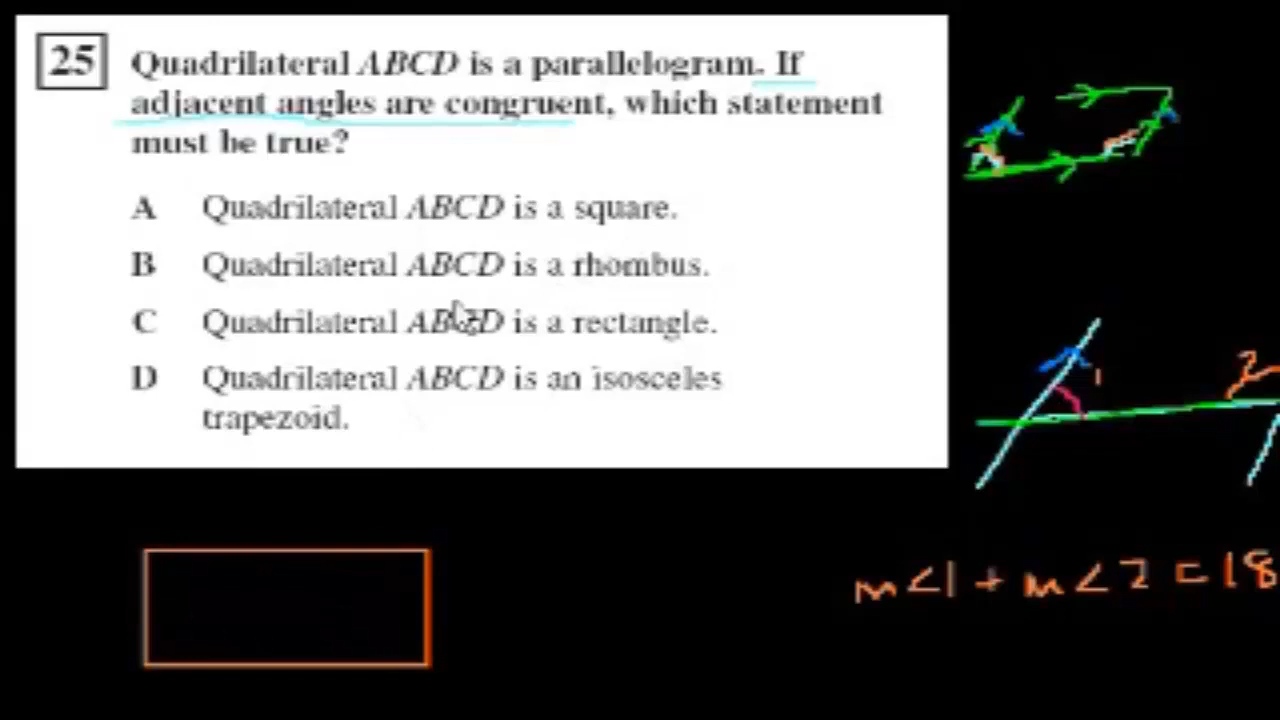 25 Quadrilateral ABCD is a parallelogram. If
adjacent angles are congruent, which statement
must be true?
A Quadrilateral ABCD is a square.
B Quadrilateral ABCD is a rhombus.
C Quadrilateral ABCD is a rectangle.
D Quadrilateral ABCD is an isosceles
trapezoid.
1
2
m∠1 + m∠2 = 18